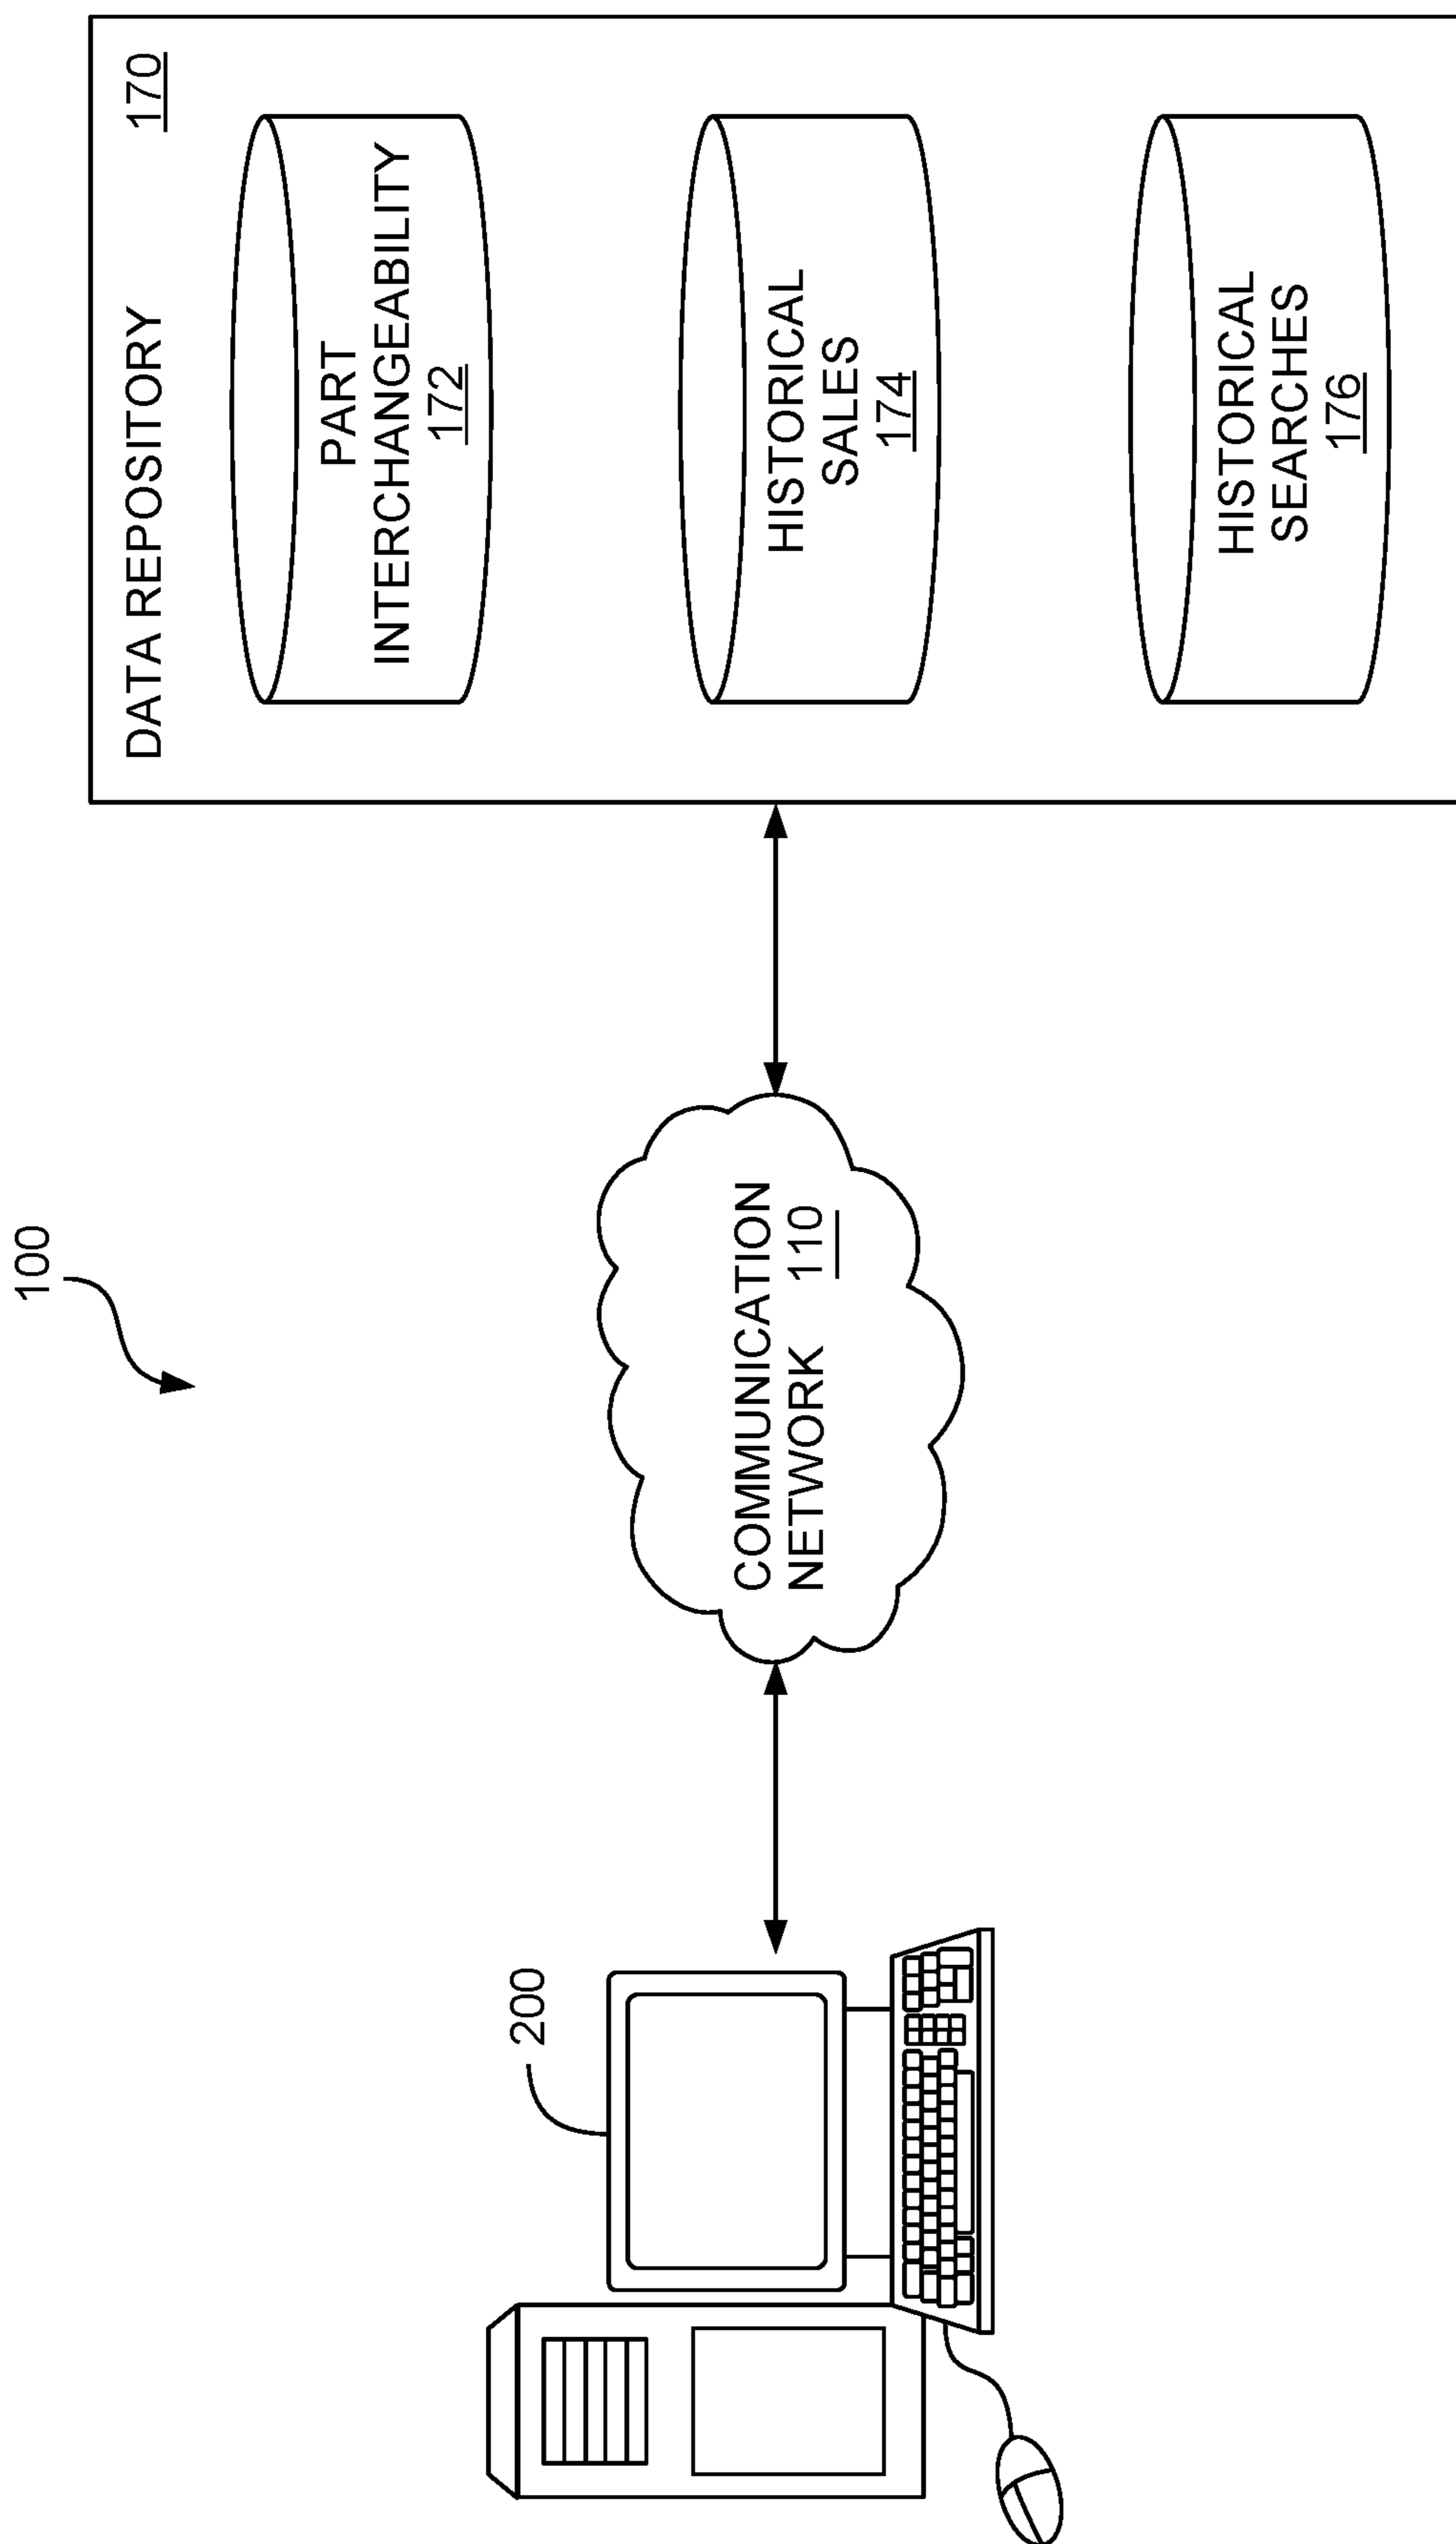 100
200
COMMUNICATION
NETWORK 110
DATA REPOSITORY 170
PART
INTERCHANGEABILITY
172
HISTORICAL
SALES
174
HISTORICAL
SEARCHES
176